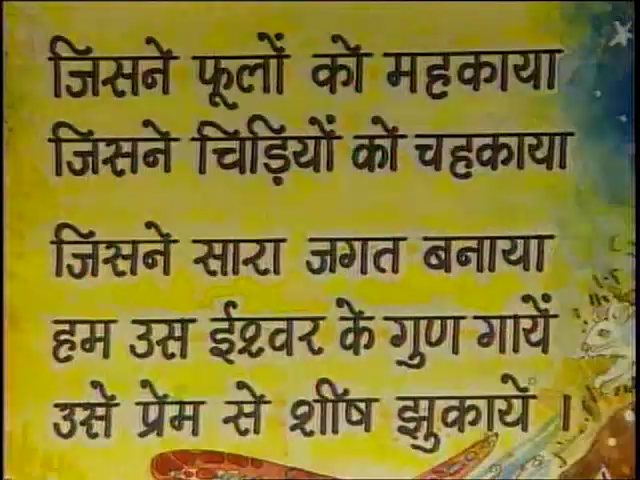 जिसने फूलों को महकाया
जिसने चिड़ियों को चहकाया
जिसने सारा जगत बनाया
हम उस ईश्वर के गुण गायें
उसे प्रेम से शीष झुकायें ।